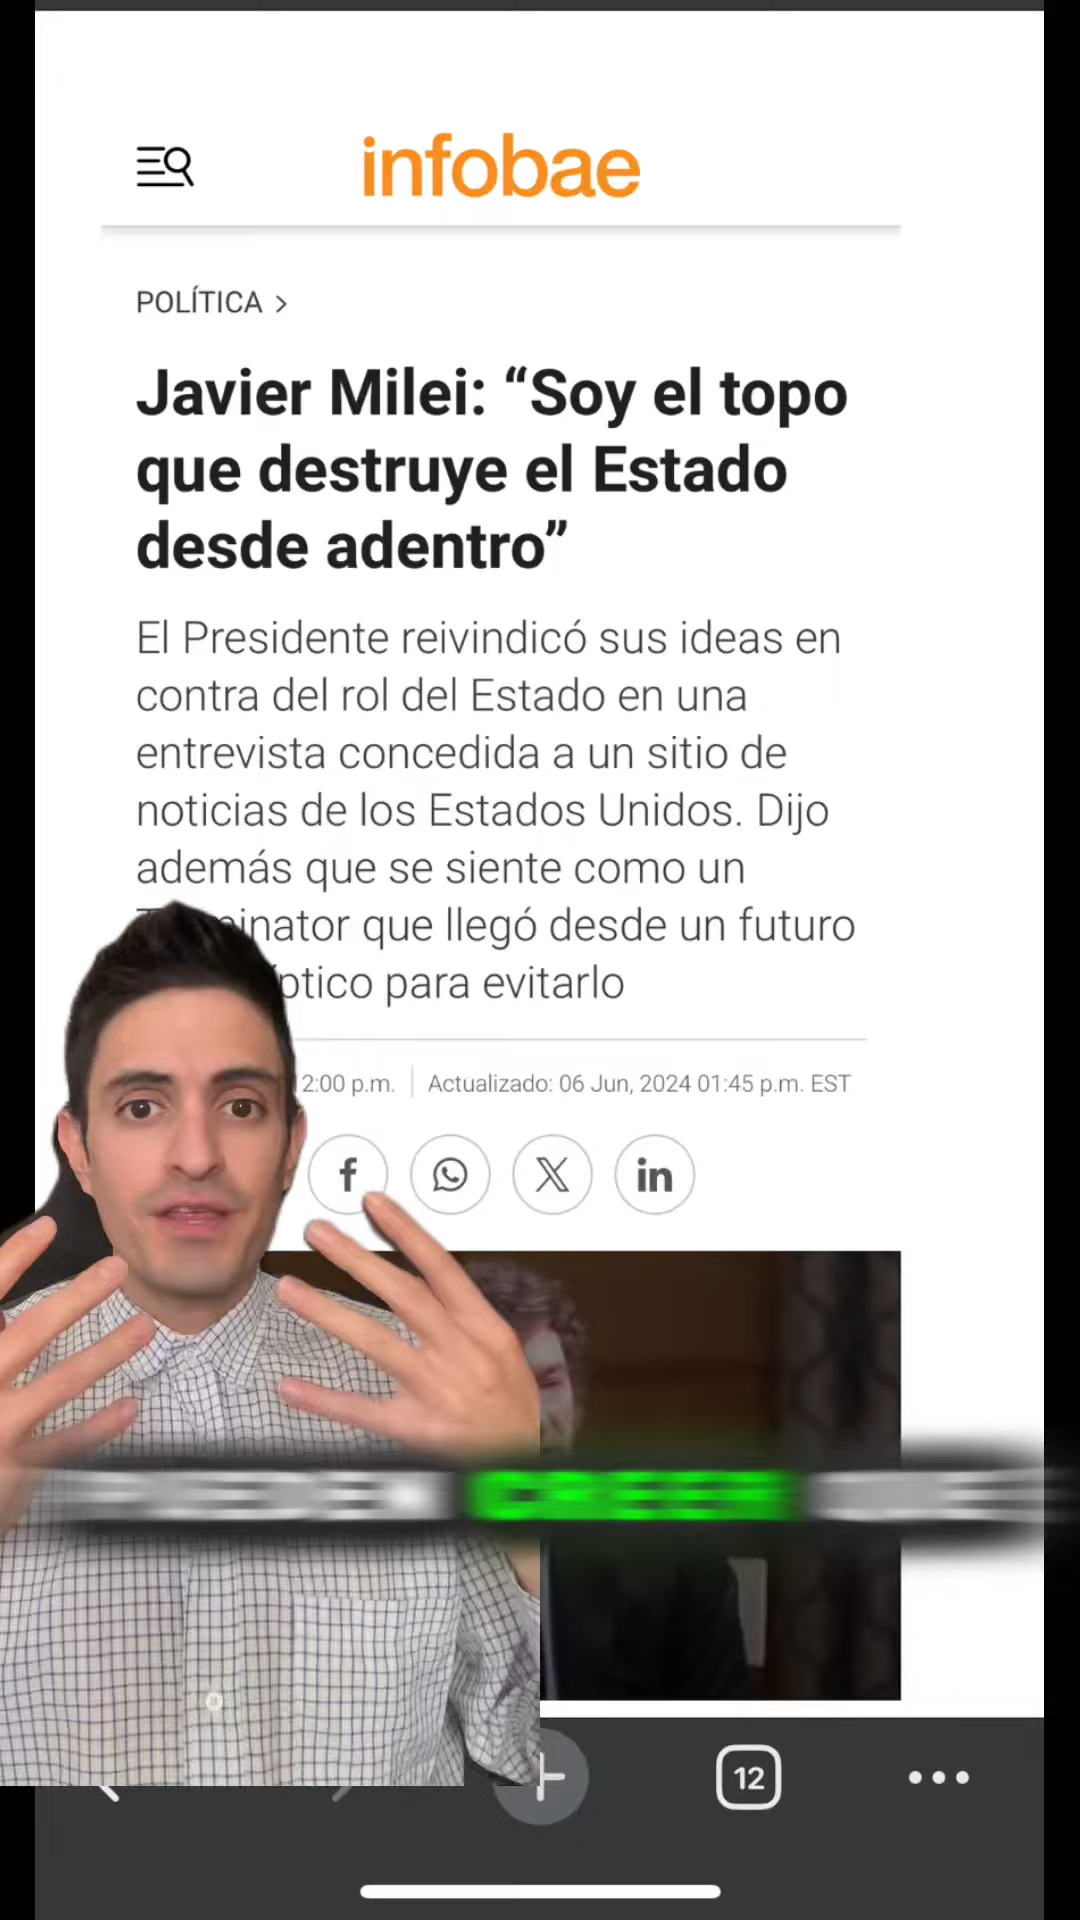 infobae
POLÍTICA >
Javier Milei: “Soy el topo
que destruye el Estado
desde adentro”
El Presidente reivindicó sus ideas en
contra del rol del Estado en una
entrevista concedida a un sitio de
noticias de los Estados Unidos. Dijo
además que se siente como un
que llegó desde un futuro
para evitarlo
2:00 p.m. | Actualizado: 06 Jun, 2024 01:45 p.m. EST
f
X
in
PUEDEN CREER
12